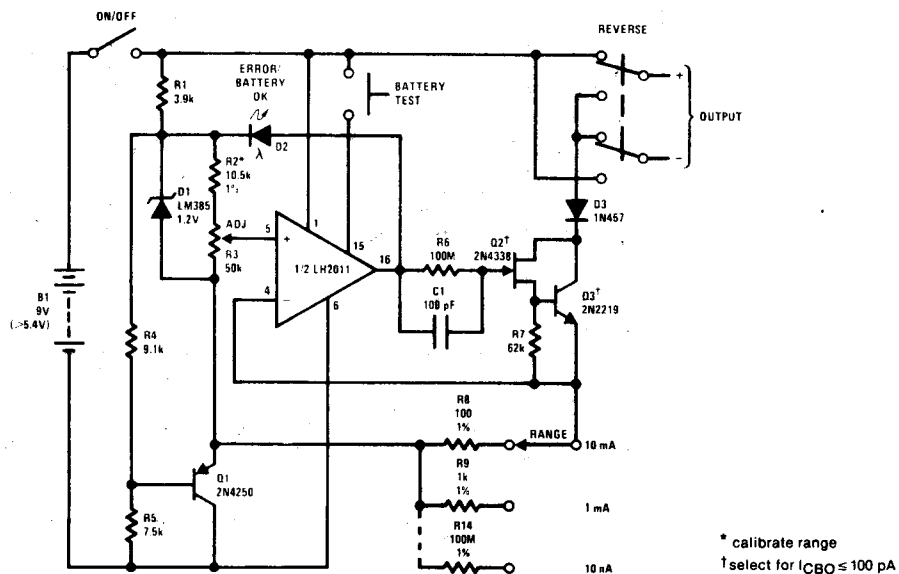 ON/OFF
REVERSE
R1
3.9k
ERROR/
BATTERY
OK
BATTERY
TEST
+
OUTPUT
-
λ
D2
R2*
10.5k
1%
D1
LM385
1.2V
ADJ
R3
50k
5
+
1
15
1/2 LH2011
16
4
-
6
R6
100M
C1
100 pF
Q2†
2N4338
D3
1N457
Q3†
2N2219
R7
62k
B1
9V
(>5.4V)
R4
9.1k
R8
100
1%
RANGE
10 mA
Q1
2N4250
R9
1k
1%
1 mA
R5
7.5k
R14
100M
1%
10 nA
* calibrate range
† select for ICBO ≤ 100 pA